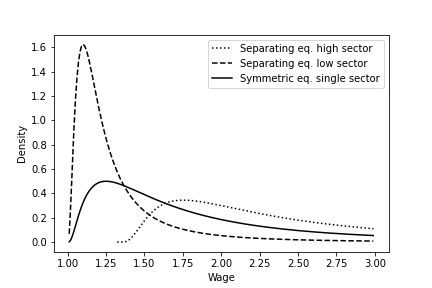 Separating eq. high sector
Separating eq. low sector
Symmetric eq. single sector
1.6
1.4
1.2
1.0
0.8
0.6
0.4
0.2
0.0
Density
1.00 1.25 1.50 1.75 2.00 2.25 2.50 2.75 3.00
Wage